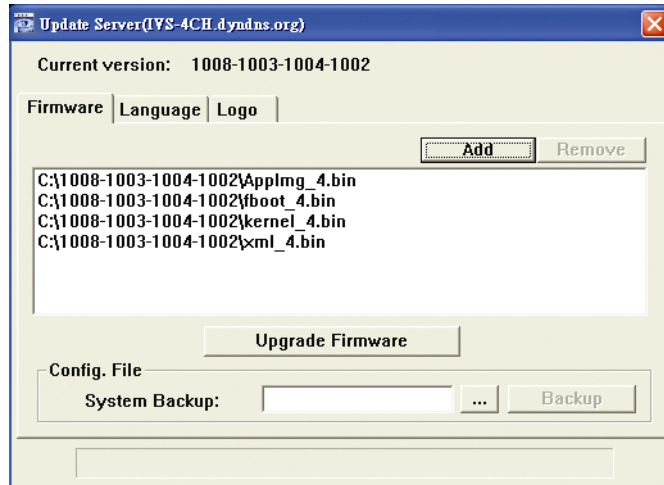 Update Server(IVS-4CH.dyndns.org)
Current version: 1008-1003-1004-1002
Firmware Language Logo
Add Remove
C:\1008-1003-1004-1002\AppImg_4.bin
C:\1008-1003-1004-1002\fboot_4.bin
C:\1008-1003-1004-1002\kernel_4.bin
C:\1008-1003-1004-1002\xml_4.bin
Upgrade Firmware
Config. File
System Backup: ... Backup